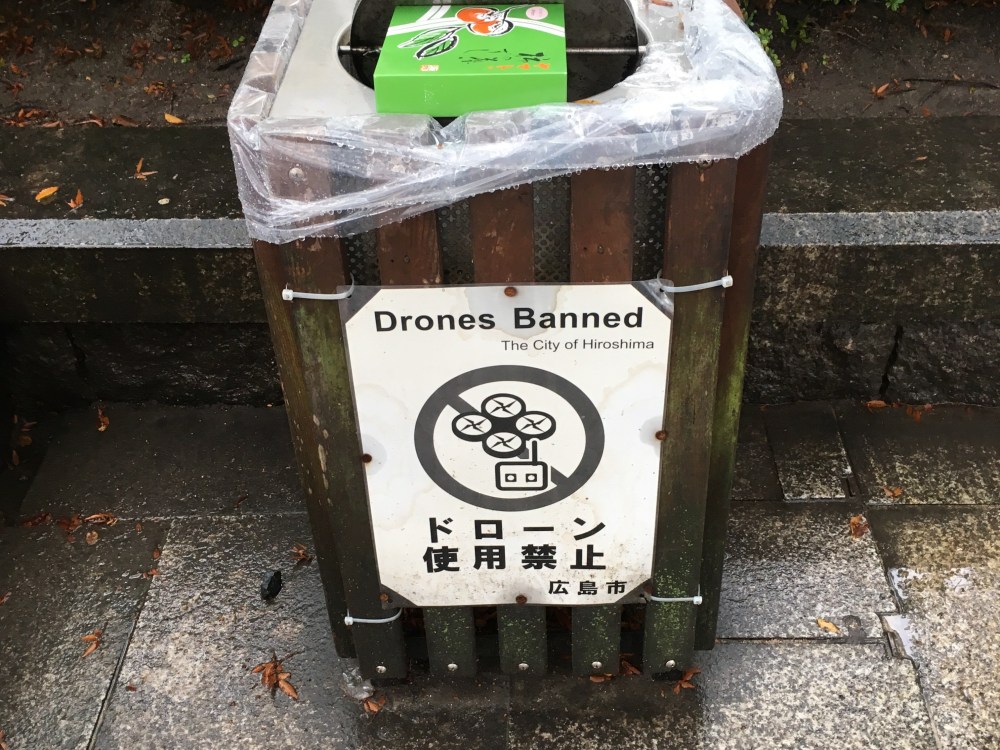 Drones Banned
The City of Hiroshima
ドローン
使用禁止
広島市